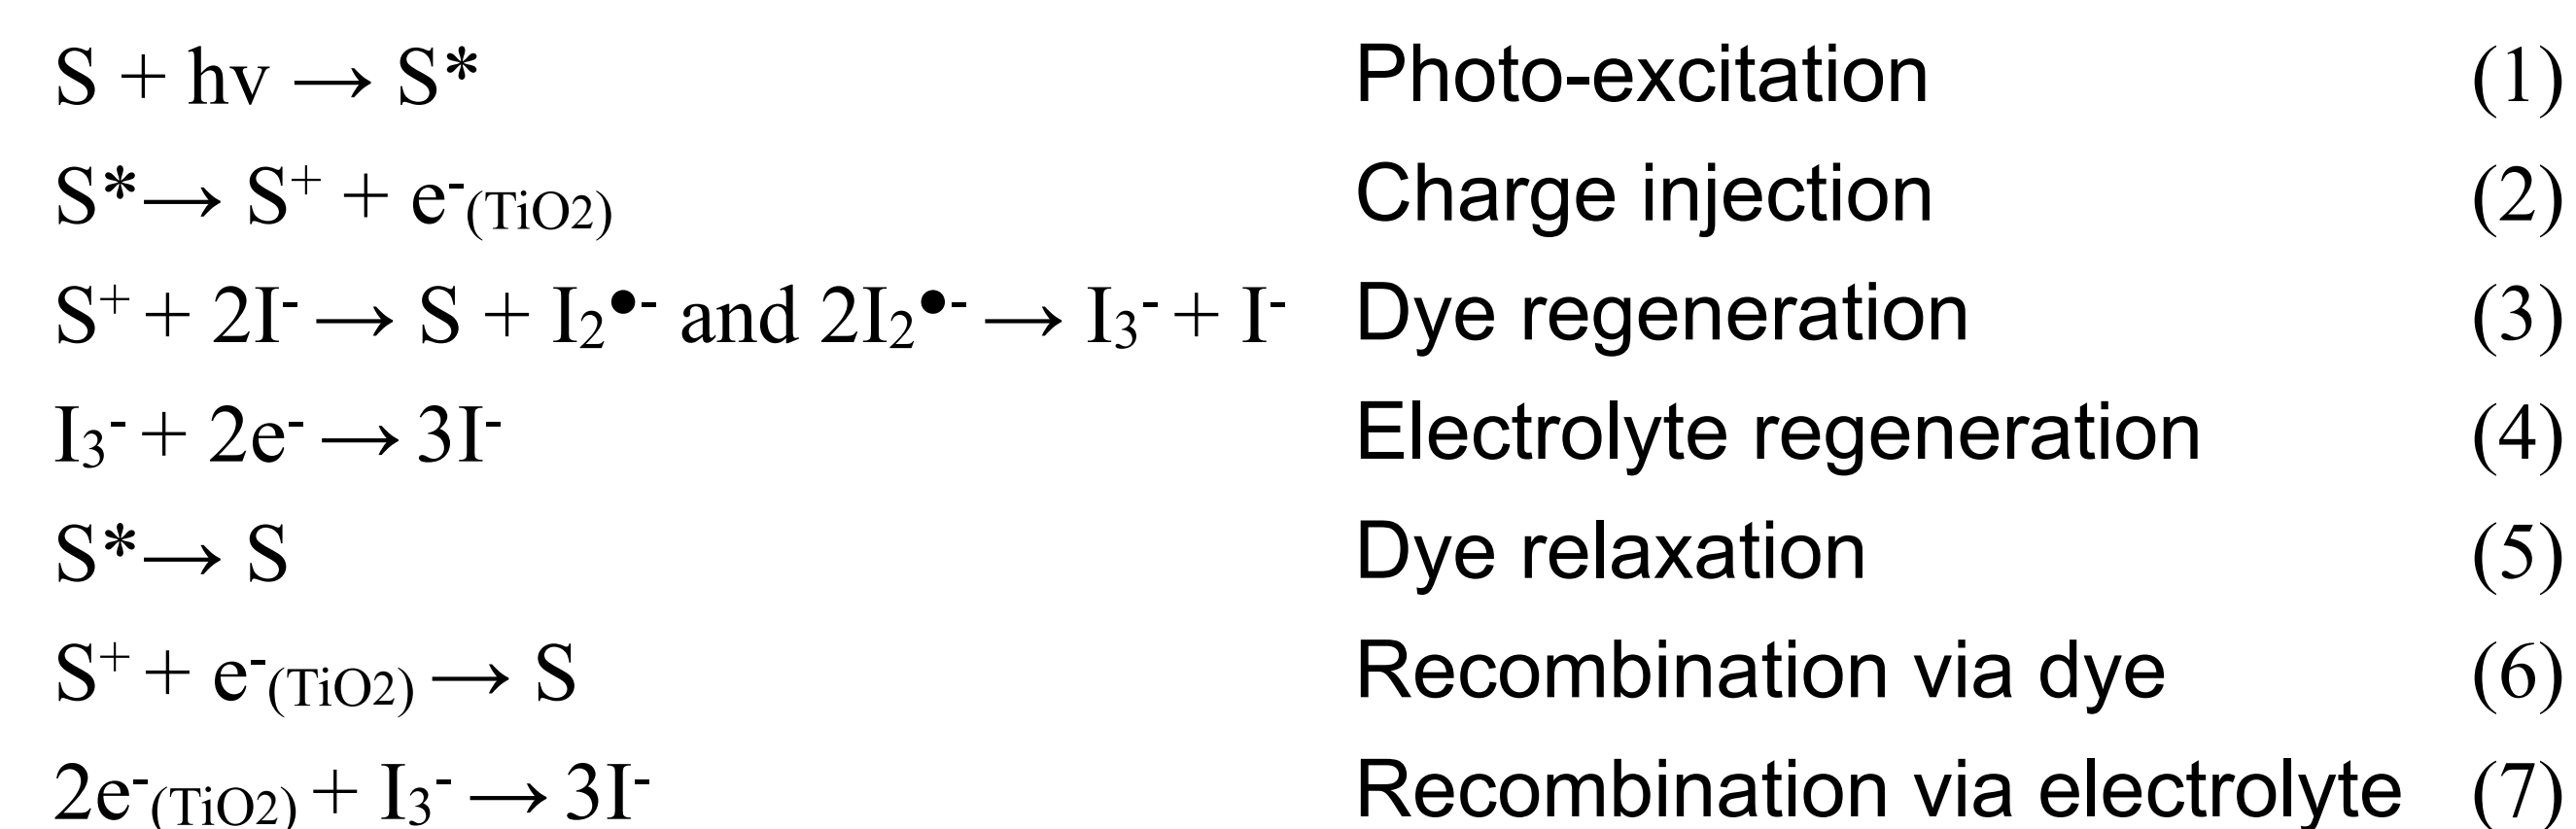 S + hv → S* Photo-excitation (1)
S* → S⁺ + e⁻(TiO2) Charge injection (2)
S⁺ + 2I⁻ → S + I₂●⁻ and 2I₂●⁻ → I₃⁻ + I⁻ Dye regeneration (3)
I₃⁻ + 2e⁻ → 3I⁻ Electrolyte regeneration (4)
S* → S Dye relaxation (5)
S⁺ + e⁻(TiO2) → S Recombination via dye (6)
2e⁻(TiO2) + I₃⁻ → 3I⁻ Recombination via electrolyte (7)